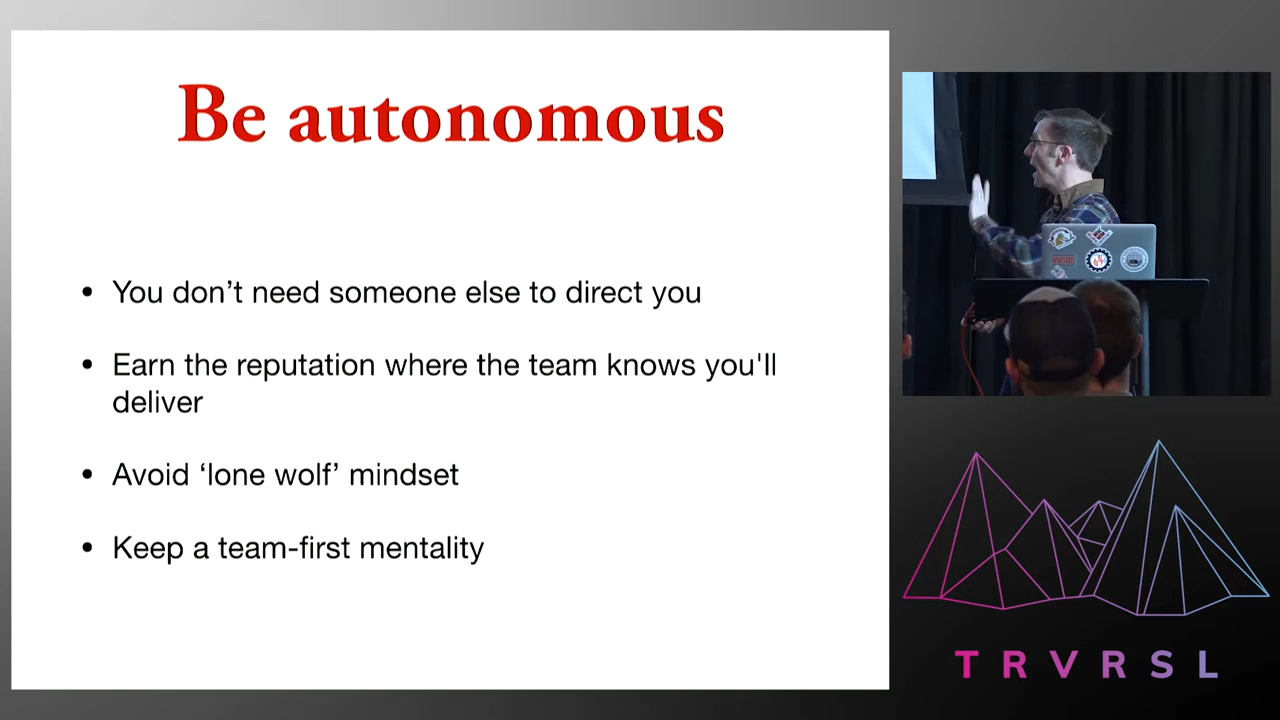 Be autonomous
• You don’t need someone else to direct you
• Earn the reputation where the team knows you'll
deliver
• Avoid ‘lone wolf’ mindset
• Keep a team-first mentality
TRVRSL